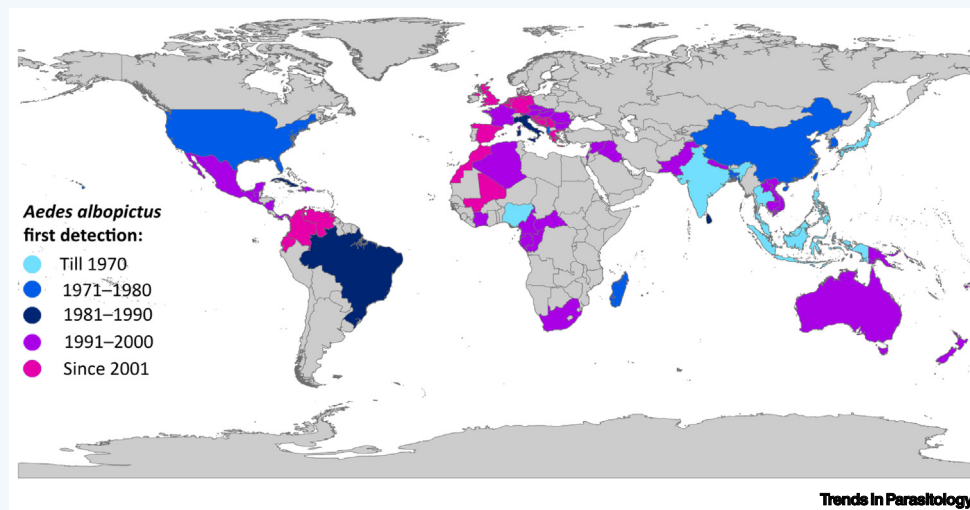 Aedes albopictus
first detection:
Till 1970
1971–1980
1981–1990
1991–2000
Since 2001
Trends in Parasitology